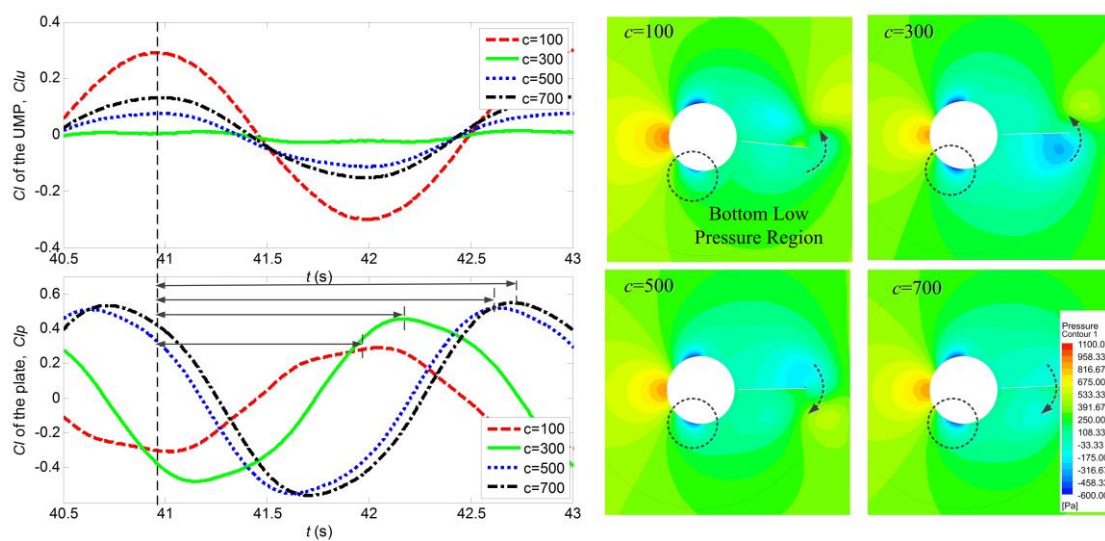 0.4
0.2
0
-0.2
-0.4
Cl of the UMP, Clu
c=100
c=300
c=500
c=700
40.5 41 41.5 42 42.5 43
t (s)
0.6
0.4
0.2
0
-0.2
-0.4
Cl of the plate, Clp
c=100
c=300
c=500
c=700
40.5 41 41.5 42 42.5 43
t (s)
c=100
Bottom Low
Pressure Region
c=300
c=500
c=700
Pressure
Contour 1
1100.00
958.33
816.67
675.00
533.33
391.67
250.00
108.33
-33.33
-175.00
-316.67
-458.33
-600.00
[Pa]